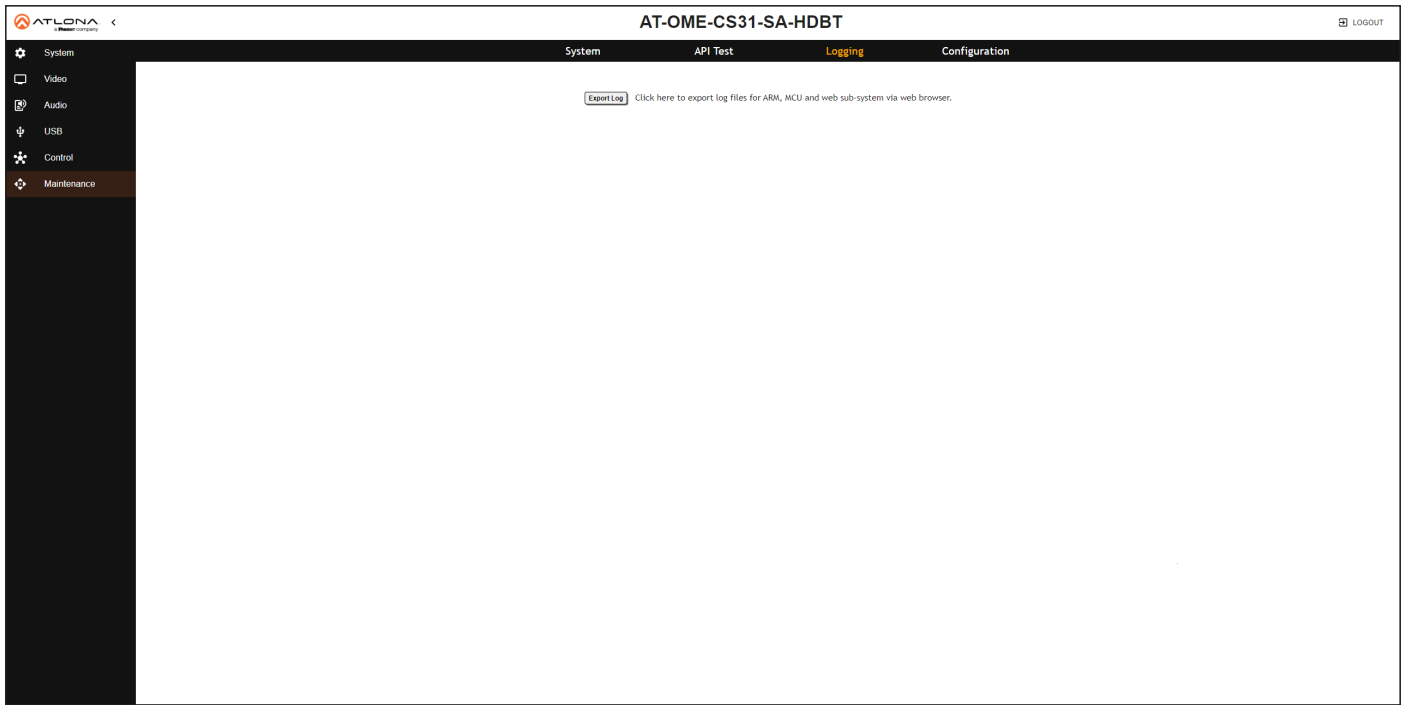 ATLONA
a Panduit company
AT-OME-CS31-SA-HDBT
LOGOUT
System
Video
Audio
USB
Control
Maintenance
System API Test Logging Configuration
Export Log Click here to export log files for ARM, MCU and web sub-system via web browser.